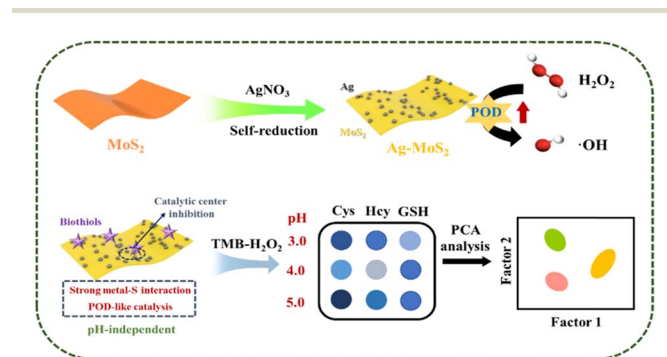 AgNO3
Self-reduction
MoS2
Ag
MoS2
Ag-MoS2
POD
H2O2
·OH
Biothiols
Catalytic center
inhibition
Strong metal-S interaction
POD-like catalysis
pH-independent
TMB-H2O2
pH
3.0
4.0
5.0
Cys Hcy GSH
PCA
analysis
Factor 2
Factor 1